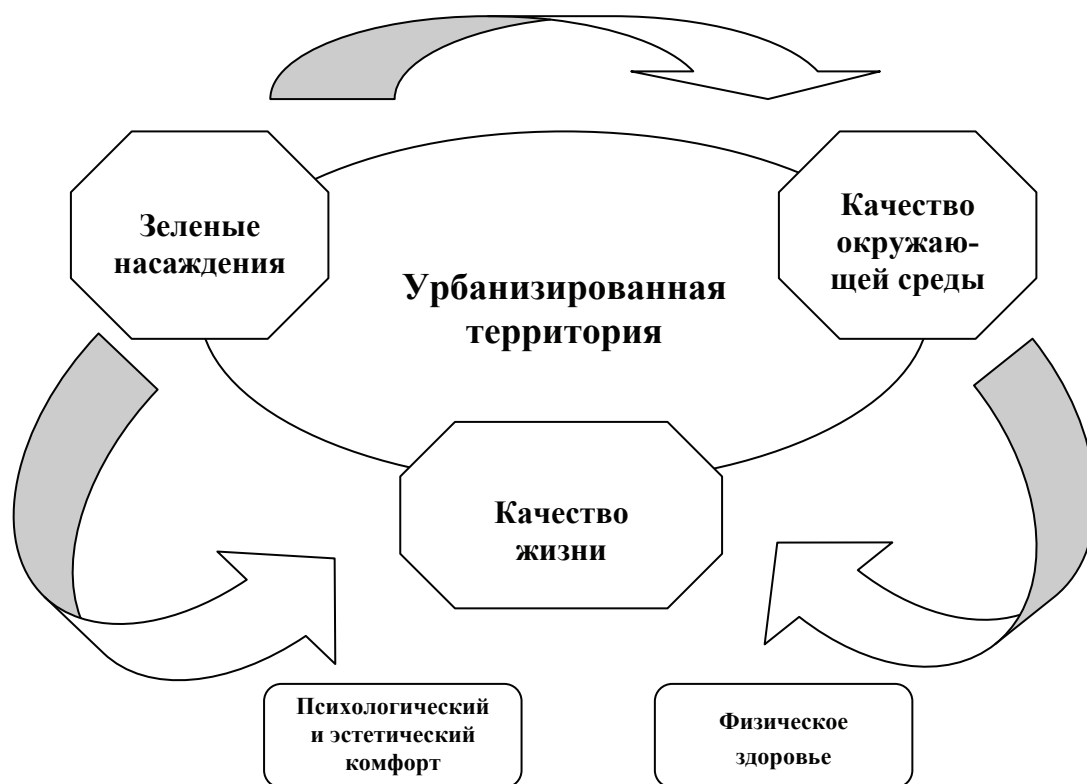 Зеленые
насаждения
Качество
окружаю-
щей среды
Урбанизированная
территория
Качество
жизни
Психологический
и эстетический
комфорт
Физическое
здоровье